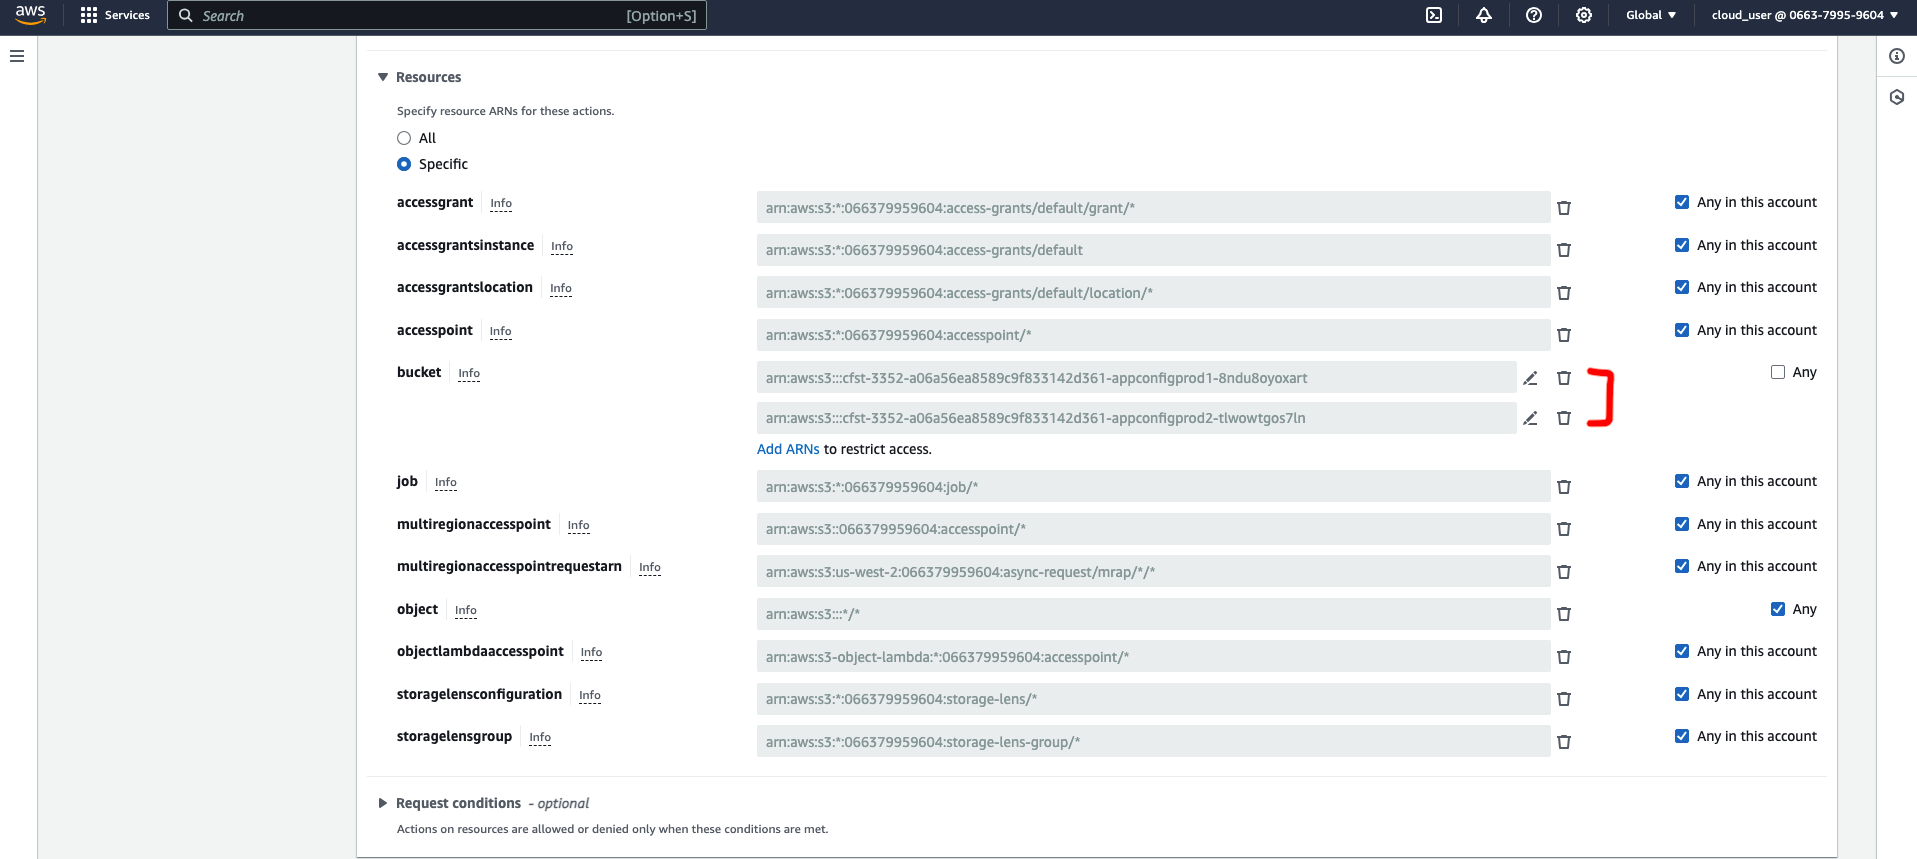 aws Services Search [Option+S] Global cloud_user @ 0663-7995-9604
Resources
Specify resource ARNs for these actions.
All
Specific
accessgrant Info arn:aws:s3:*:066379959604:access-grants/default/grant/* Any in this account
accessgrantsinstance Info arn:aws:s3:*:066379959604:access-grants/default Any in this account
accessgrantslocation Info arn:aws:s3:*:066379959604:access-grants/default/location/* Any in this account
accesspoint Info arn:aws:s3:*:066379959604:accesspoint/* Any in this account
bucket Info arn:aws:s3:::cfst-3352-a06a56ea8589c9f833142d361-appconfigprod1-8ndu8oyoxart Any
arn:aws:s3:::cfst-3352-a06a56ea8589c9f833142d361-appconfigprod2-tlwowtgos7ln
Add ARNs to restrict access.
job Info arn:aws:s3:*:066379959604:job/* Any in this account
multiregionaccesspoint Info arn:aws:s3::066379959604:accesspoint/* Any in this account
multiregionaccesspointrequestarn Info arn:aws:s3:us-west-2:066379959604:async-request/mrap/*/* Any in this account
object Info arn:aws:s3:::*/* Any
objectlambdaaccesspoint Info arn:aws:s3-object-lambda:*:066379959604:accesspoint/* Any in this account
storagelensconfiguration Info arn:aws:s3:*:066379959604:storage-lens/* Any in this account
storagelensgroup Info arn:aws:s3:*:066379959604:storage-lens-group/* Any in this account
Request conditions - optional
Actions on resources are allowed or denied only when these conditions are met.